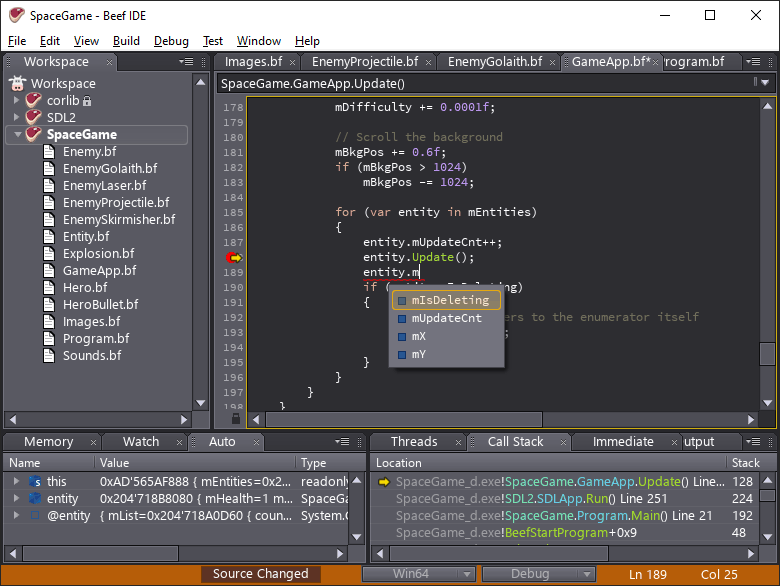 SpaceGame - Beef IDE
File Edit View Build Debug Test Window Help
Workspace
Workspace
corlib
SDL2
SpaceGame
Enemy.bf
EnemyGolaith.bf
EnemyLaser.bf
EnemyProjectile.bf
EnemySkirmisher.bf
Entity.bf
Explosion.bf
GameApp.bf
Hero.bf
HeroBullet.bf
Images.bf
Program.bf
Sounds.bf
Images.bf EnemyProjectile.bf EnemyGolaith.bf GameApp.bf* rogram.bf
SpaceGame.GameApp.Update()
178 mDifficulty += 0.0001f;
179
180 // Scroll the background
181 mBkgPos += 0.6f;
182 if (mBkgPos > 1024)
183 mBkgPos -= 1024;
184
185 for (var entity in mEntities)
186 {
187 entity.mUpdateCnt++;
entity.Update();
189 entity.m
190 if (
191 {
192 ers to the enumerator itself
193 ;
194
195 }
196 }
197 }
198 }
mIsDeleting
mUpdateCnt
mX
mY
Memory Watch Auto
Name Value Type
this 0xAD'565AF888 { mEntities=0x2... readonly
entity 0x204'718B8080 { mHealth=1 m... SpaceGa
@entity { mList=0x204'718A0D60 { coun... System.C
Threads Call Stack Immediate utput
Location Stack
SpaceGame_d.exe!SpaceGame.GameApp.Update() Line... 128
SpaceGame_d.exe!SDL2.SDLApp.Run() Line 251 224
SpaceGame_d.exe!SpaceGame.Program.Main() Line 21 192
SpaceGame_d.exe!BeefStartProgram+0x9 48
Source Changed Win64 Debug Ln 189 Col 25